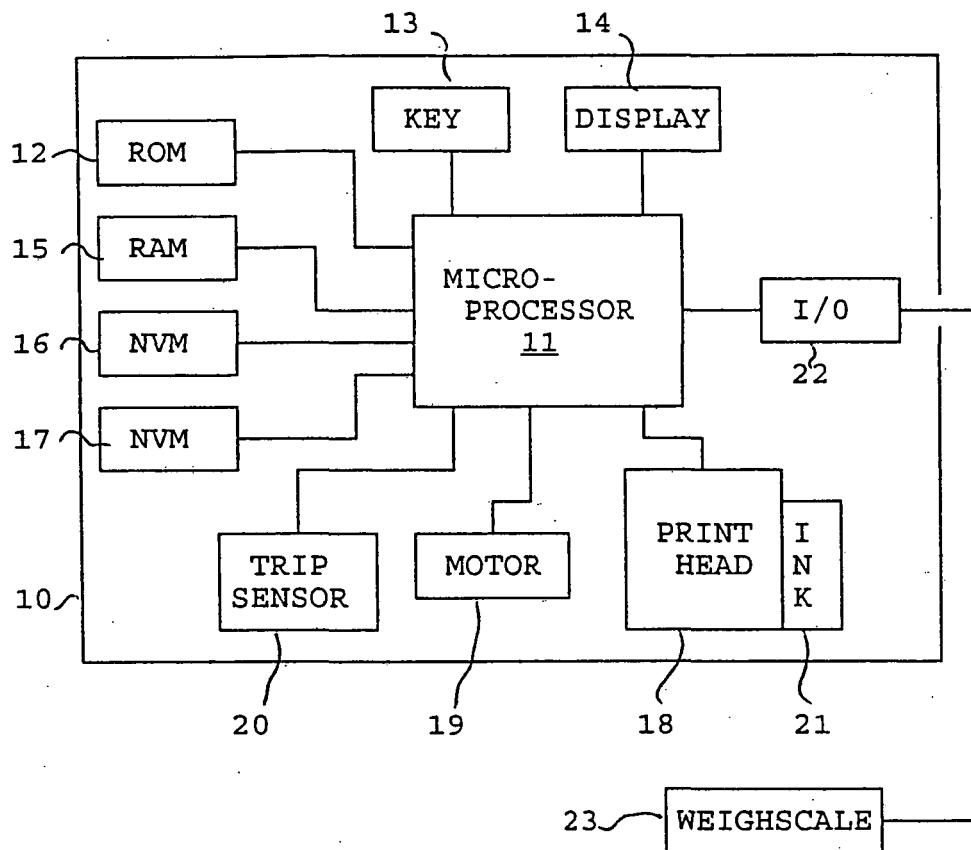 13
14
KEY
DISPLAY
12
ROM
15
RAM
MICRO-
PROCESSOR
11
I/O
22
16
NVM
17
NVM
PRINT
HEAD
INK
TRIP
SENSOR
MOTOR
10
20
19
18
21
23
WEIGHSCALE